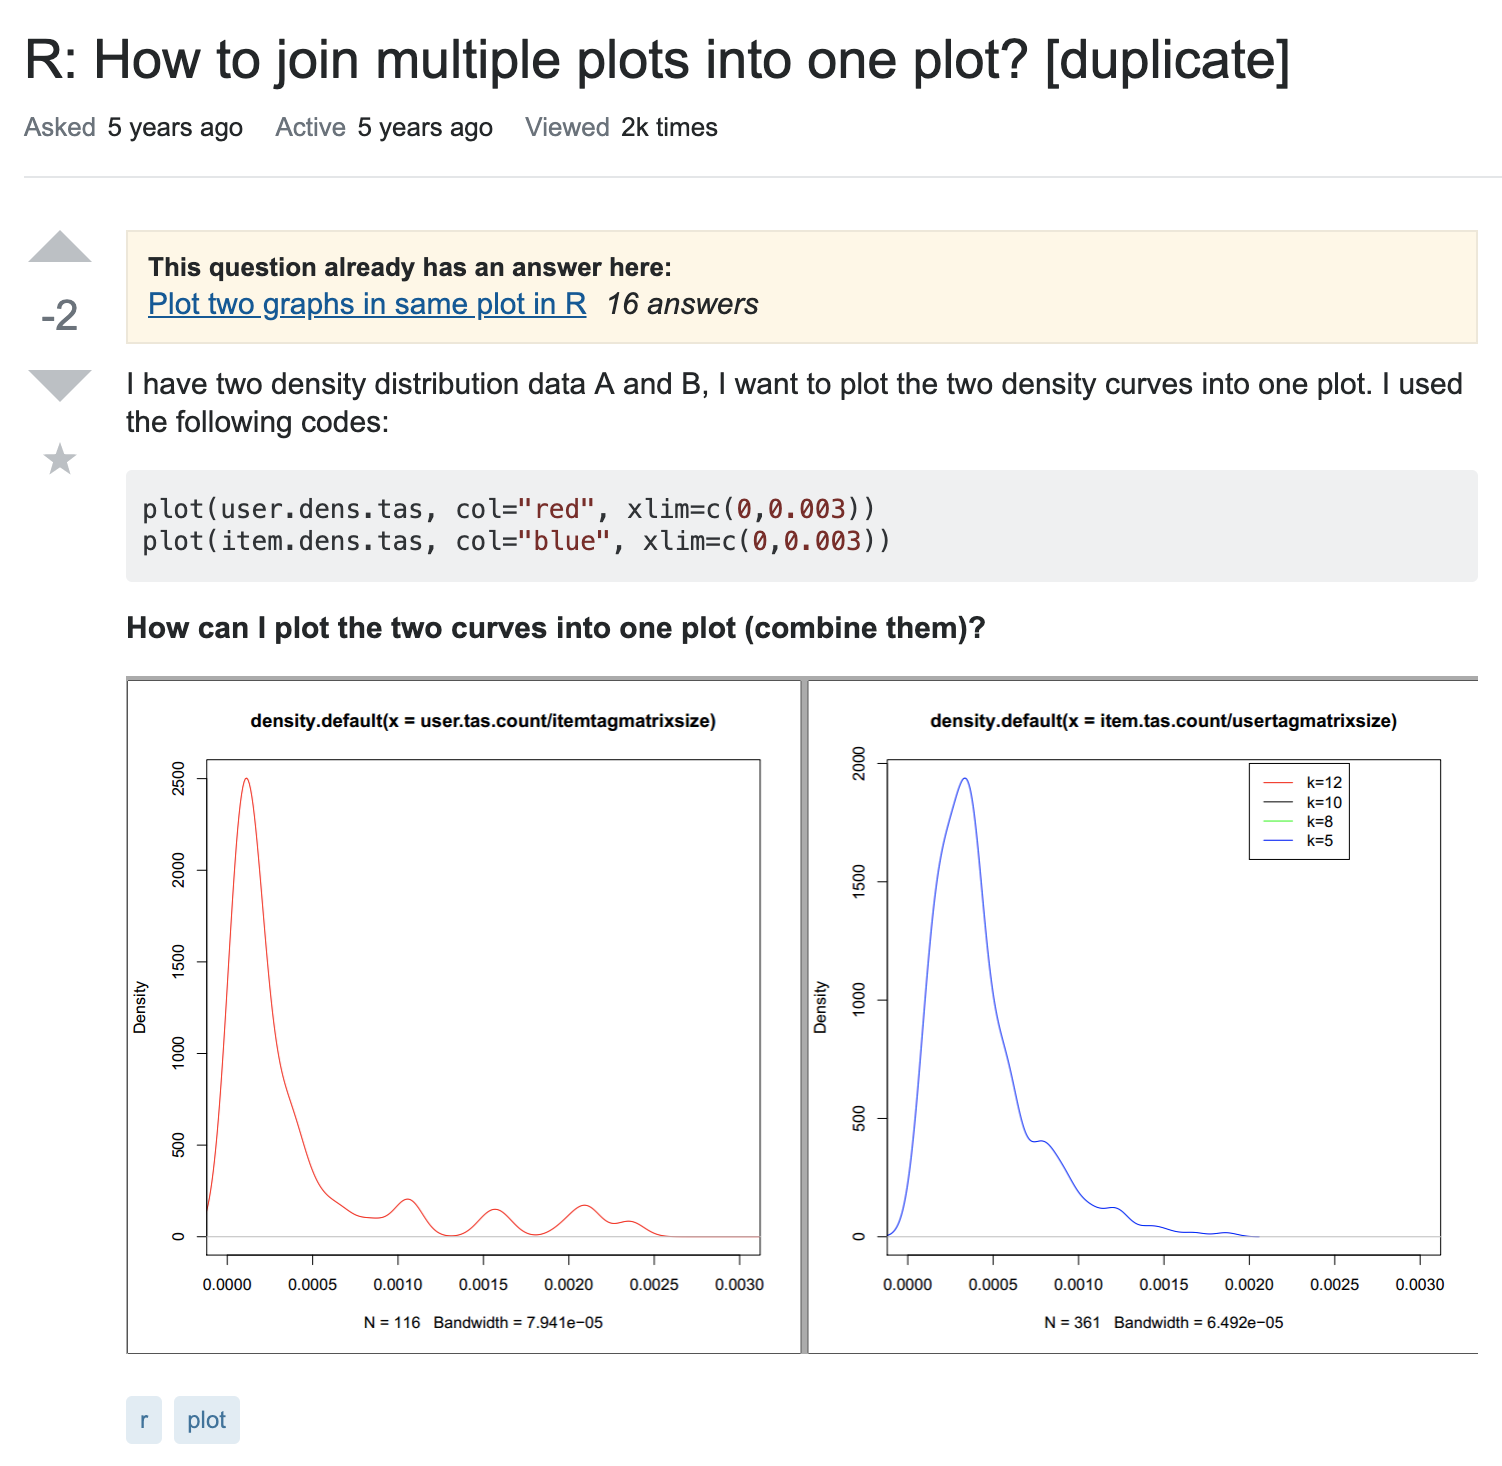 R: How to join multiple plots into one plot? [duplicate]
Asked 5 years ago Active 5 years ago Viewed 2k times
This question already has an answer here:
Plot two graphs in same plot in R 16 answers
-2
I have two density distribution data A and B, I want to plot the two density curves into one plot. I used
the following codes:
plot(user.dens.tas, col="red", xlim=c(0,0.003))
plot(item.dens.tas, col="blue", xlim=c(0,0.003))
How can I plot the two curves into one plot (combine them)?
density.default(x = user.tas.count/itemtagmatrixsize)
2500
2000
1500
1000
500
0
Density
0.0000 0.0005 0.0010 0.0015 0.0020 0.0025 0.0030
N = 116 Bandwidth = 7.941e−05
density.default(x = item.tas.count/usertagmatrixsize)
2000
1500
1000
500
0
Density
k=12
k=10
k=8
k=5
0.0000 0.0005 0.0010 0.0015 0.0020 0.0025 0.0030
N = 361 Bandwidth = 6.492e−05
r plot